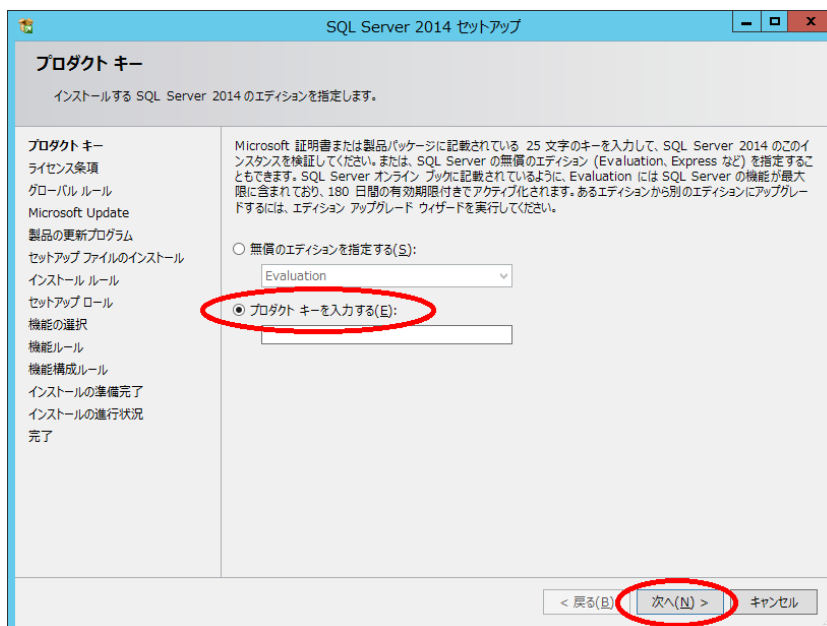 SQL Server 2014 セットアップ
プロダクト キー
インストールする SQL Server 2014 のエディションを指定します。
プロダクト キー
ライセンス条項
グローバル ルール
Microsoft Update
製品の更新プログラム
セットアップ ファイルのインストール
インストール ルール
セットアップ ロール
機能の選択
機能ルール
機能構成ルール
インストールの準備完了
インストールの進行状況
完了
Microsoft 証明書または製品パッケージに記載されている 25 文字のキーを入力して、SQL Server 2014 のこのイ
ンスタンスを検証してください。または、SQL Server の無償のエディション (Evaluation、Express など) を指定するこ
ともできます。SQL Server オンライン ブックに記載されているように、Evaluation には SQL Server の機能が最大
限に含まれており、180 日間の有効期限付きでアクティブ化されます。あるエディションから別のエディションにアップグレー
ドするには、エディション アップグレード ウィザードを実行してください。
無償のエディションを指定する(S):
Evaluation
プロダクト キーを入力する(E):
< 戻る(B) 次へ(N) > キャンセル